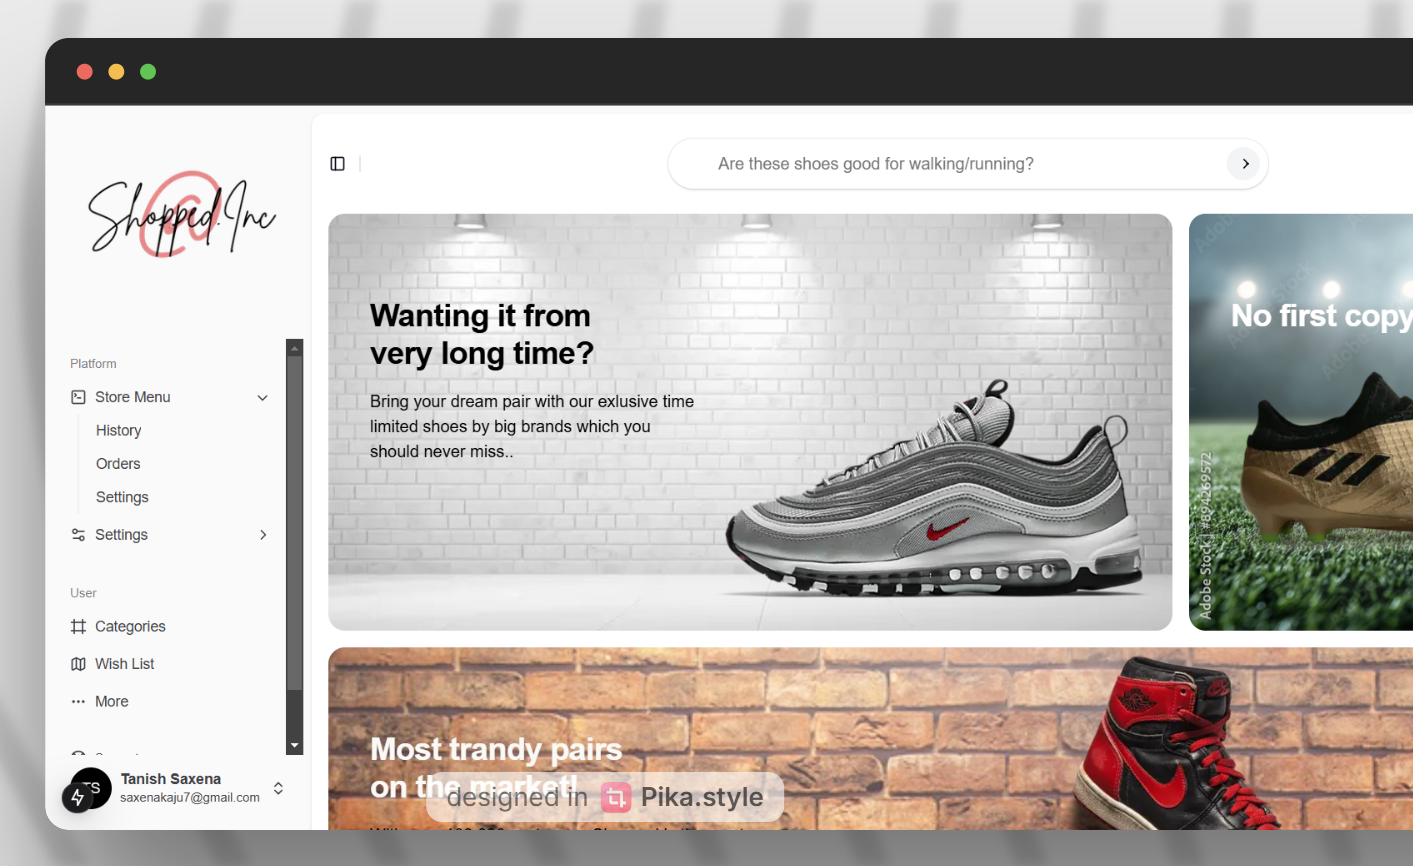 Shopped.Inc
Platform
Store Menu
History
Orders
Settings
Settings
User
Categories
Wish List
More
TS
Tanish Saxena
saxenakaju7@gmail.com
Are these shoes good for walking/running?
Wanting it from
very long time?
Bring your dream pair with our exlusive time
limited shoes by big brands which you
should never miss..
No first copy
Adobe Stock | #894269572
Most trandy pairs
on the market!
designed in Pika.style